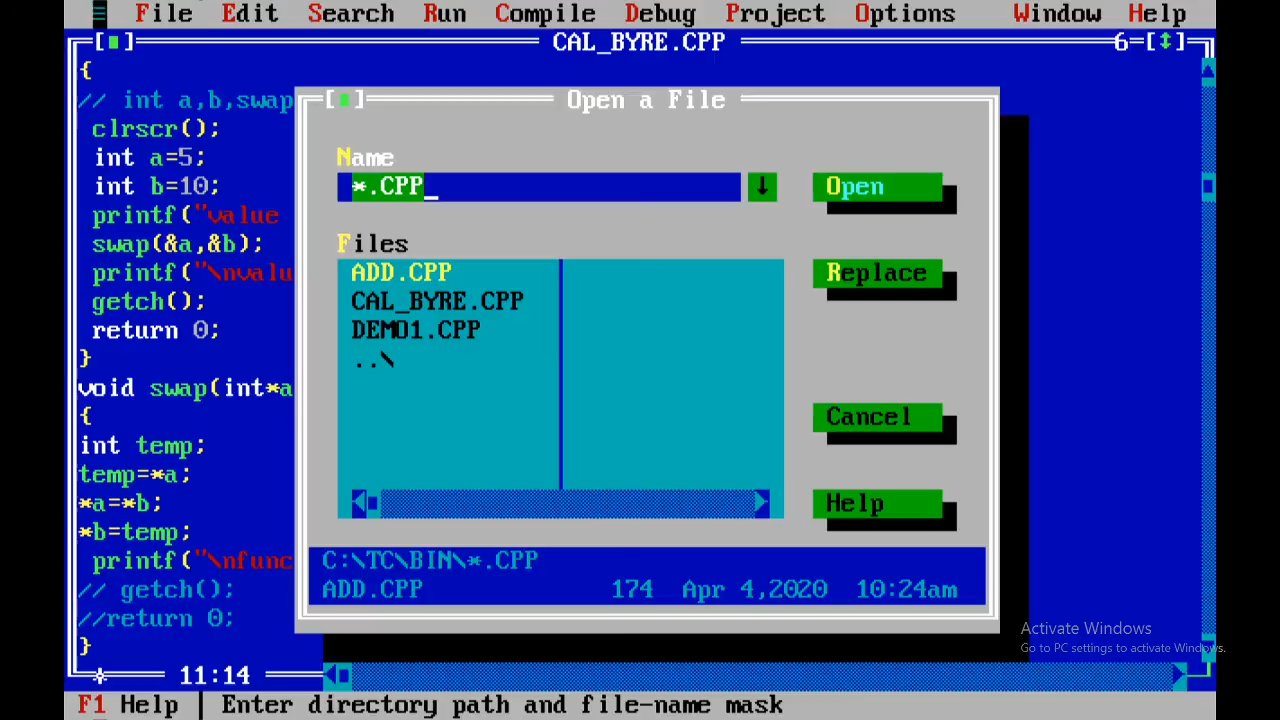 ≡ File Edit Search Run Compile Debug Project Options Window Help
CAL_BYRE.CPP 6
{
// int a,b,swap
clrscr();
int a=5;
int b=10;
printf("value
swap(&a,&b);
printf("\nvalu
getch();
return 0;
}
void swap(int*a
{
int temp;
temp=*a;
*a=*b;
*b=temp;
printf("\nfunc
// getch();
//return 0;
}
11:14
Open a File
Name
*.CPP
Open
Files
ADD.CPP
CAL_BYRE.CPP
DEMO1.CPP
..\
Replace
Cancel
Help
C:\TC\BIN\*.CPP
ADD.CPP 174 Apr 4,2020 10:24am
Activate Windows
Go to PC settings to activate Windows.
F1 Help | Enter directory path and file-name mask